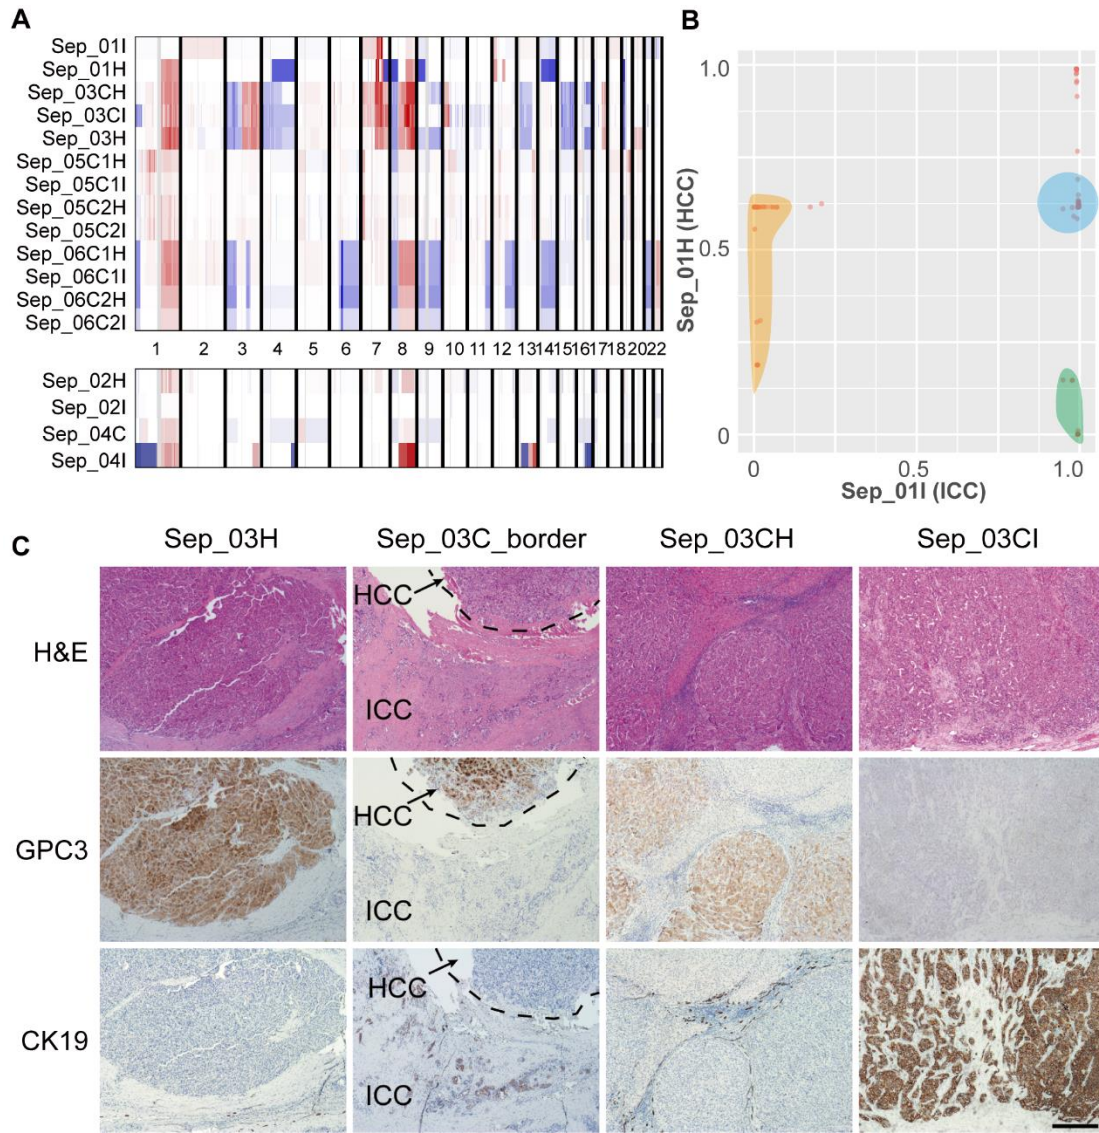 A
Sep_01I
Sep_01H
Sep_03CH
Sep_03CI
Sep_03H
Sep_05C1H
Sep_05C1I
Sep_05C2H
Sep_05C2I
Sep_06C1H
Sep_06C1I
Sep_06C2H
Sep_06C2I
1 2 3 4 5 6 7 8 9 10 11 12 13 14 15 16 17 18 20 22
Sep_02H
Sep_02I
Sep_04C
Sep_04I
B
1.0
0.5
0
Sep_01H (HCC)
0 0.5 1.0
Sep_01I (ICC)
C
Sep_03H Sep_03C_border Sep_03CH Sep_03CI
H&E
HCC
ICC
GPC3
HCC
ICC
CK19
HCC
ICC